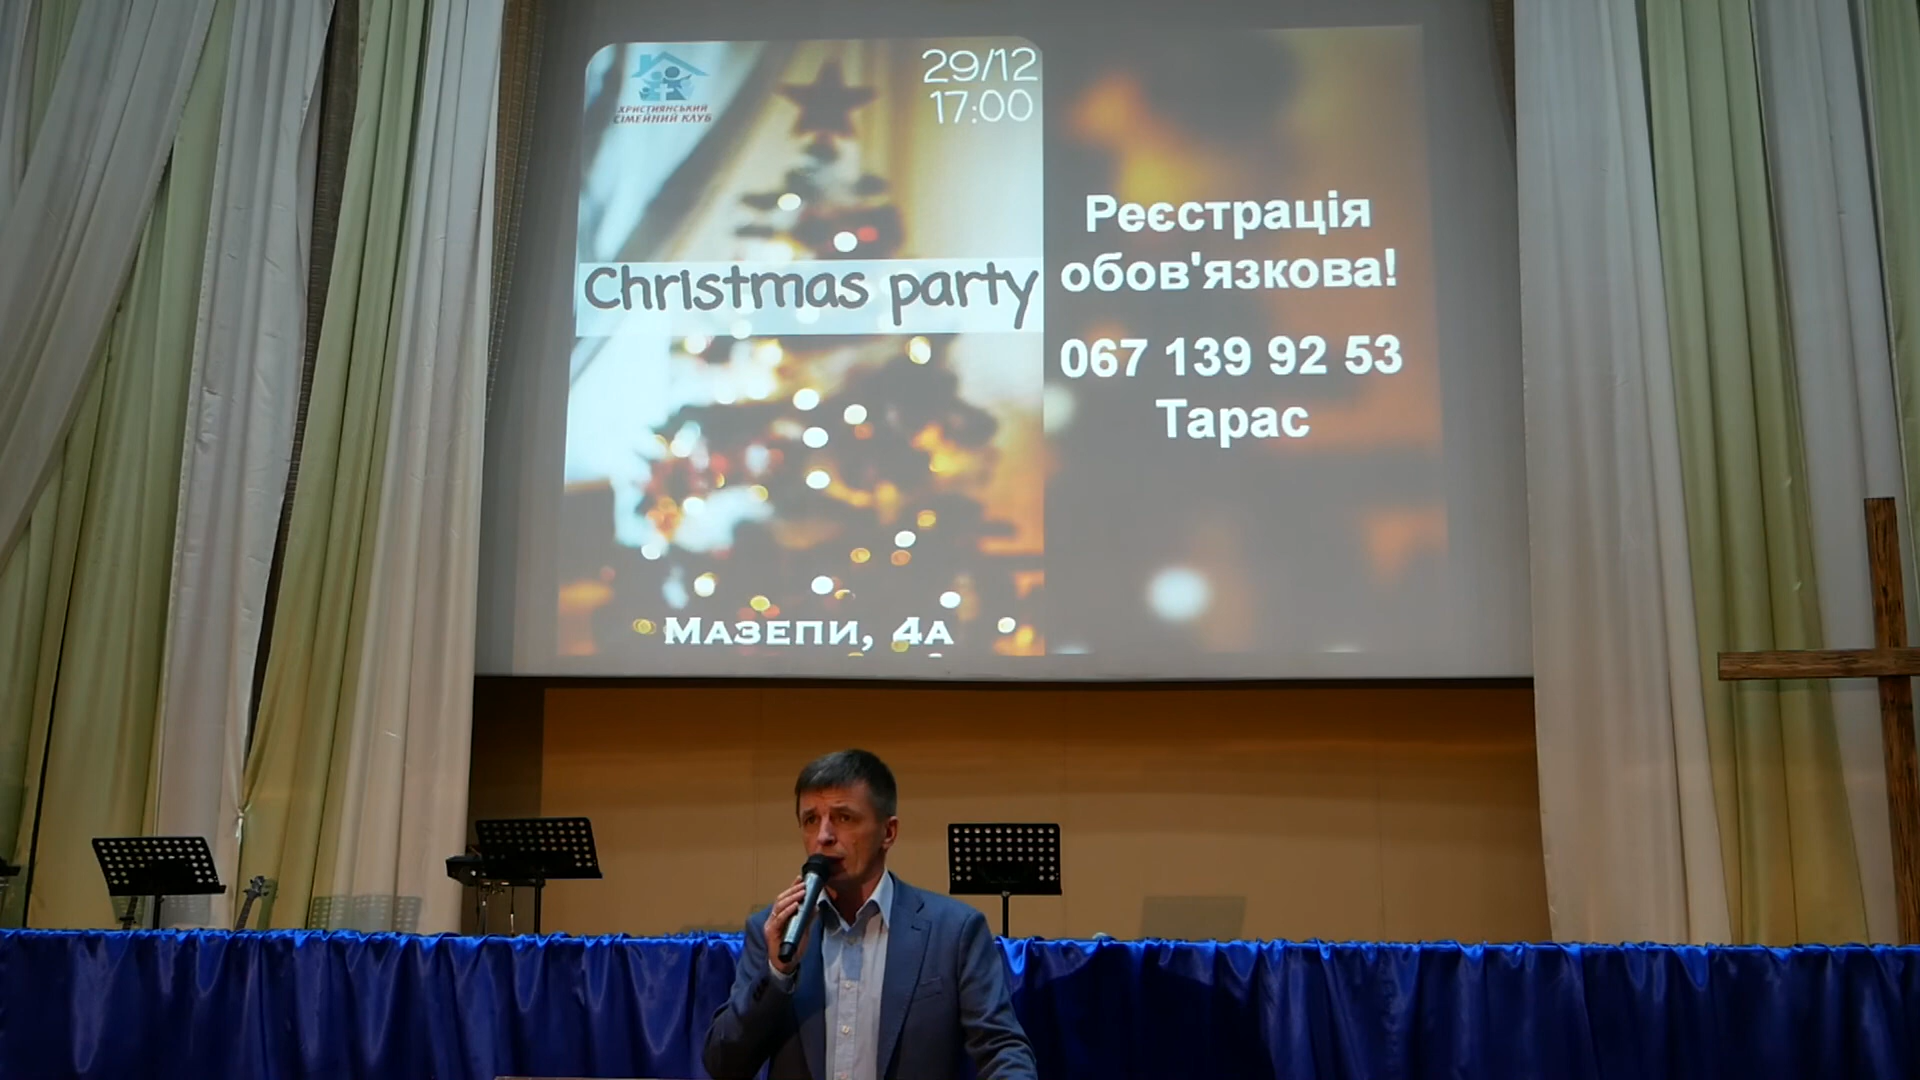 ХРИСТИЯНСЬКИЙ
СІМЕЙНИЙ КЛУБ
29/12
17:00
Christmas party
МАЗЕПИ, 4А
Реєстрація
обов'язкова!
067 139 92 53
Тарас